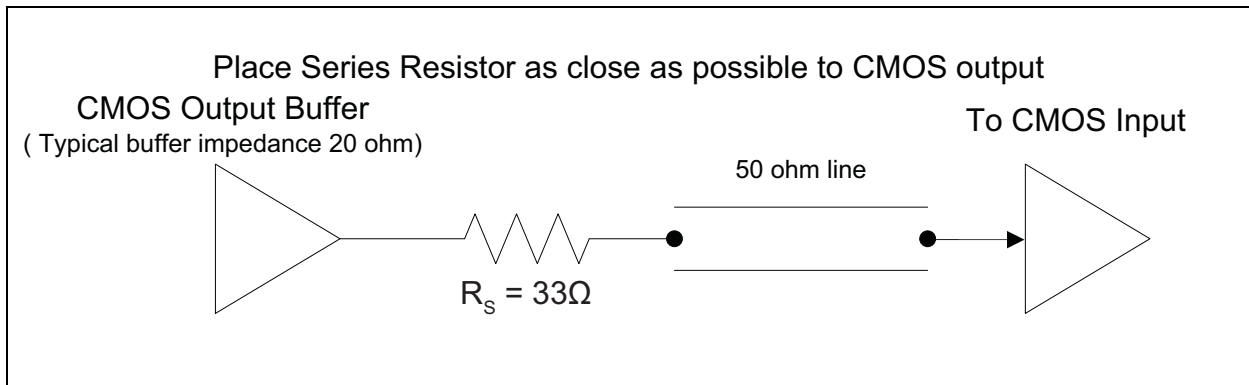 Place Series Resistor as close as possible to CMOS output
CMOS Output Buffer
( Typical buffer impedance 20 ohm)
To CMOS Input
50 ohm line
RS = 33Ω